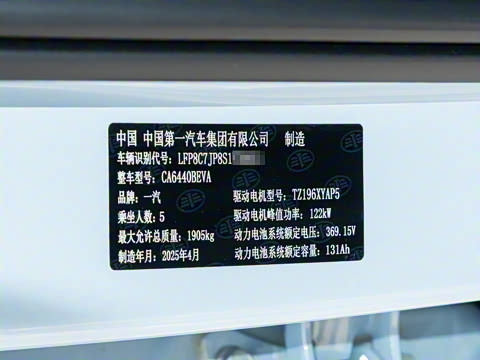 中国 中国第一汽车集团有限公司 制造
车辆识别代号: LFP8C7JP8S1
整车型号: CA6440BEVA
品牌: 一汽 驱动电机型号: TZ196XYAP5
乘坐人数: 5 驱动电机峰值功率: 122kW
最大允许总质量: 1905kg 动力电池系统额定电压: 369.15V
制造年月: 2025年4月 动力电池系统额定容量: 131Ah